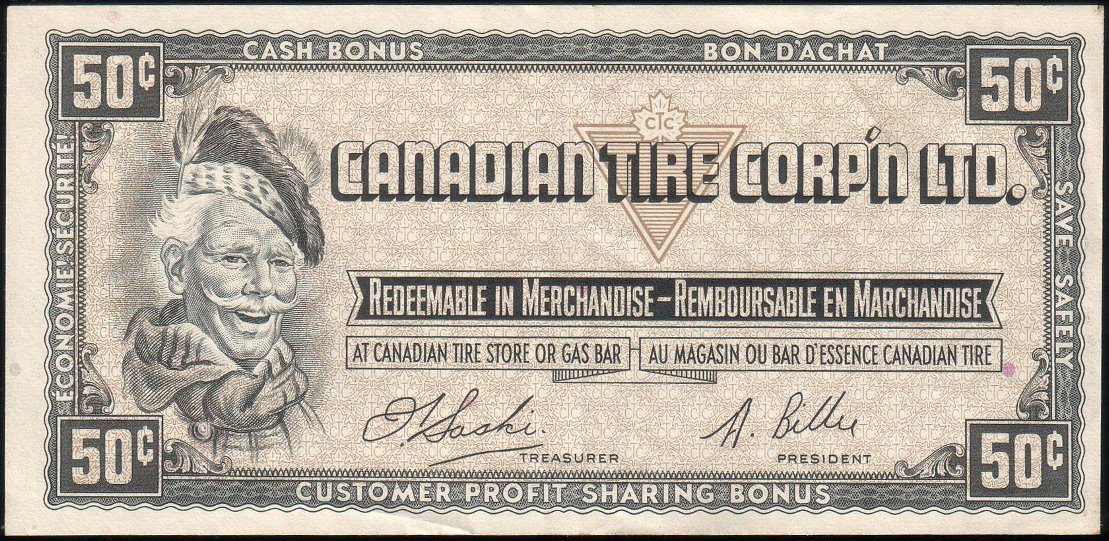 CASH BONUS BON D'ACHAT
50¢ 50¢
CTC
CANADIAN TIRE CORP'N LTD.
ÉCONOMIE! SÉCURITÉ!
SAVE SAFELY
REDEEMABLE IN MERCHANDISE – REMBOURSABLE EN MARCHANDISE
AT CANADIAN TIRE STORE OR GAS BAR AU MAGASIN OU BAR D'ESSENCE CANADIAN TIRE
TREASURER PRESIDENT
50¢ 50¢
CUSTOMER PROFIT SHARING BONUS